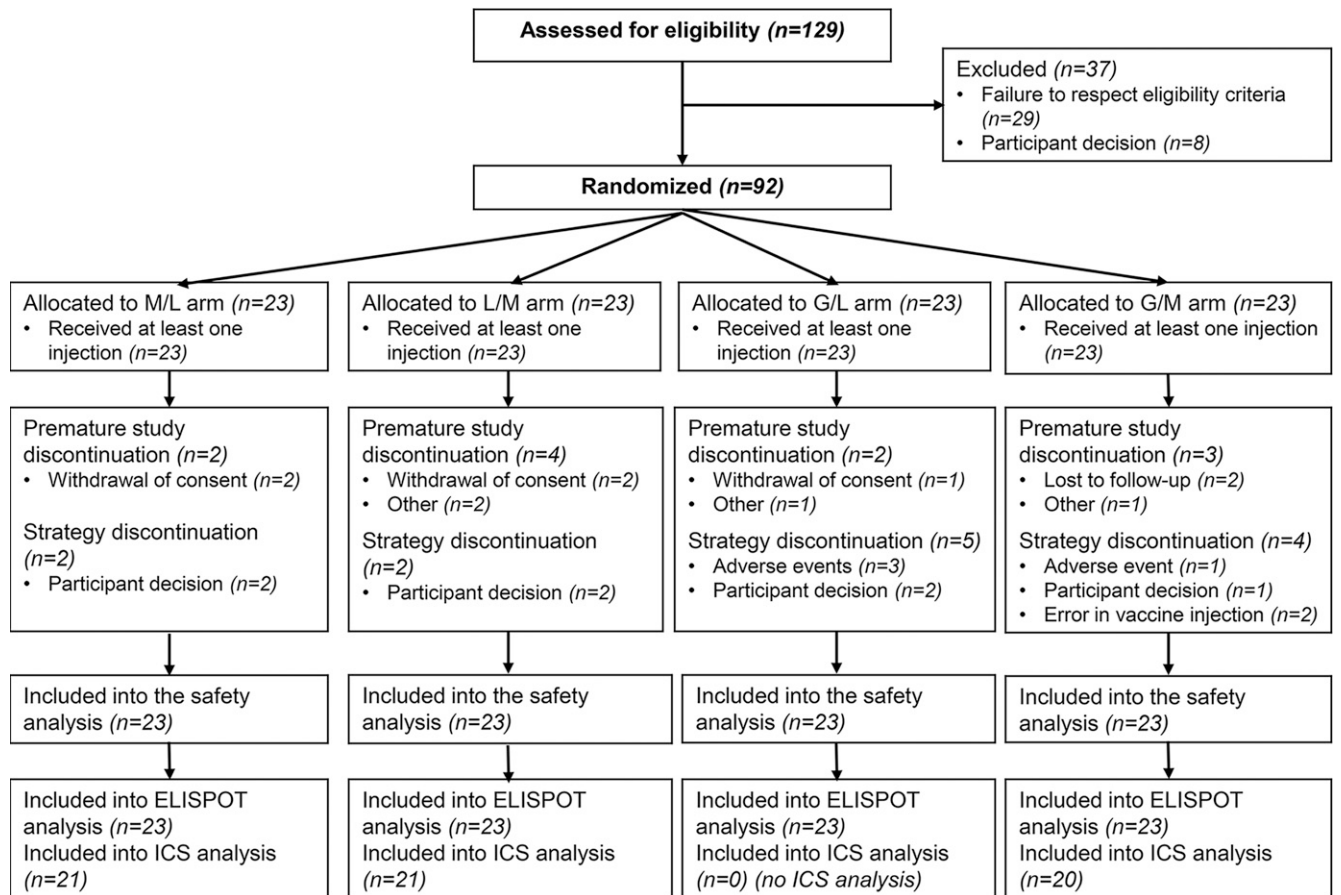 Assessed for eligibility (n=129)
Excluded (n=37)
• Failure to respect eligibility criteria
(n=29)
• Participant decision (n=8)
Randomized (n=92)
Allocated to M/L arm (n=23)
• Received at least one
injection (n=23)
Allocated to L/M arm (n=23)
• Received at least one
injection (n=23)
Allocated to G/L arm (n=23)
• Received at least one
injection (n=23)
Allocated to G/M arm (n=23)
• Received at least one injection
(n=23)
Premature study
discontinuation (n=2)
• Withdrawal of consent (n=2)
Strategy discontinuation
(n=2)
• Participant decision (n=2)
Premature study
discontinuation (n=4)
• Withdrawal of consent (n=2)
• Other (n=2)
Strategy discontinuation
(n=2)
• Participant decision (n=2)
Premature study
discontinuation (n=2)
• Withdrawal of consent (n=1)
• Other (n=1)
Strategy discontinuation (n=5)
• Adverse events (n=3)
• Participant decision (n=2)
Premature study
discontinuation (n=3)
• Lost to follow-up (n=2)
• Other (n=1)
Strategy discontinuation (n=4)
• Adverse event (n=1)
• Participant decision (n=1)
• Error in vaccine injection (n=2)
Included into the safety
analysis (n=23)
Included into the safety
analysis (n=23)
Included into the safety
analysis (n=23)
Included into the safety
analysis (n=23)
Included into ELISPOT
analysis (n=23)
Included into ICS analysis
(n=21)
Included into ELISPOT
analysis (n=23)
Included into ICS analysis
(n=21)
Included into ELISPOT
analysis (n=23)
Included into ICS analysis
(n=0) (no ICS analysis)
Included into ELISPOT
analysis (n=23)
Included into ICS analysis
(n=20)